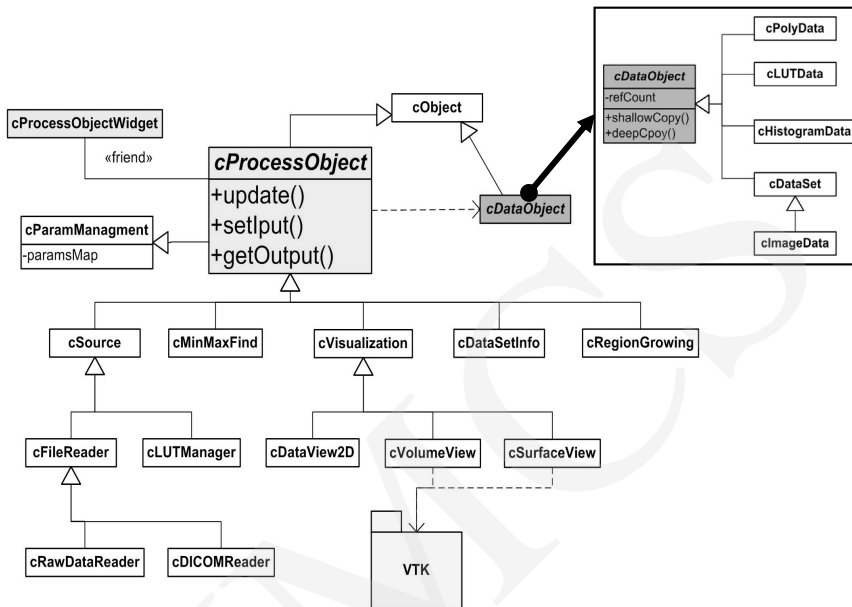 cPolyData
cDataObject
-refCount
+shallowCopy()
+deepCpoy()
cLUTData
cHistogramData
cDataSet
cImageData
cObject
cProcessObjectWidget
«friend»
cProcessObject
+update()
+setIput()
+getOutput()
cDataObject
cParamManagment
-paramsMap
cSource
cMinMaxFind
cVisualization
cDataSetInfo
cRegionGrowing
cFileReader
cLUTManager
cDataView2D
cVolumeView
cSurfaceView
cRawDataReader
cDICOMReader
VTK
MCS